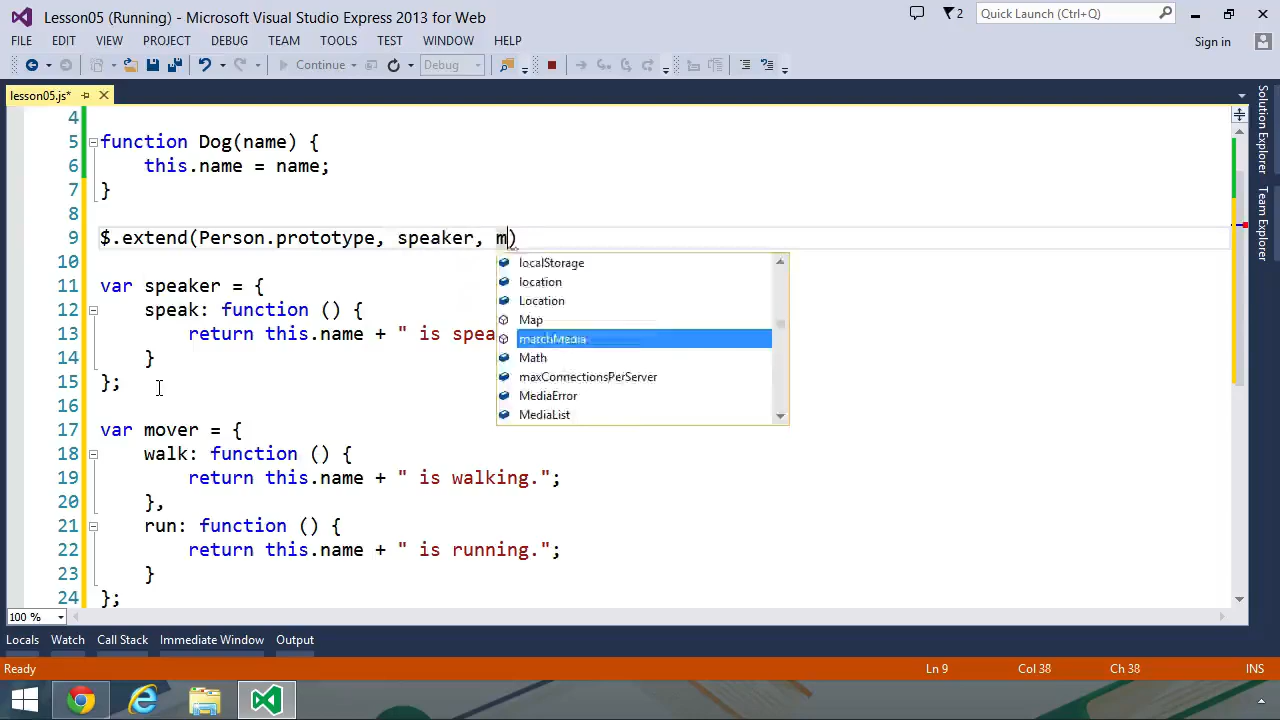 Lesson05 (Running) - Microsoft Visual Studio Express 2013 for Web
2
Quick Launch (Ctrl+Q)
FILE EDIT VIEW PROJECT DEBUG TEAM TOOLS TEST WINDOW HELP
Sign in
Continue
Debug
lesson05.js*
4
5 function Dog(name) {
6 this.name = name;
7 }
8
9 $.extend(Person.prototype, speaker, m)
10
11 var speaker = {
12 speak: function () {
13 return this.name + " is spea
14 }
15 };
16
17 var mover = {
18 walk: function () {
19 return this.name + " is walking.";
20 },
21 run: function () {
22 return this.name + " is running.";
23 }
24 };
localStorage
location
Location
Map
matchMedia
Math
maxConnectionsPerServer
MediaError
MediaList
Solution Explorer
Team Explorer
100 %
Locals Watch Call Stack Immediate Window Output
Ready
Ln 9 Col 38 Ch 38 INS